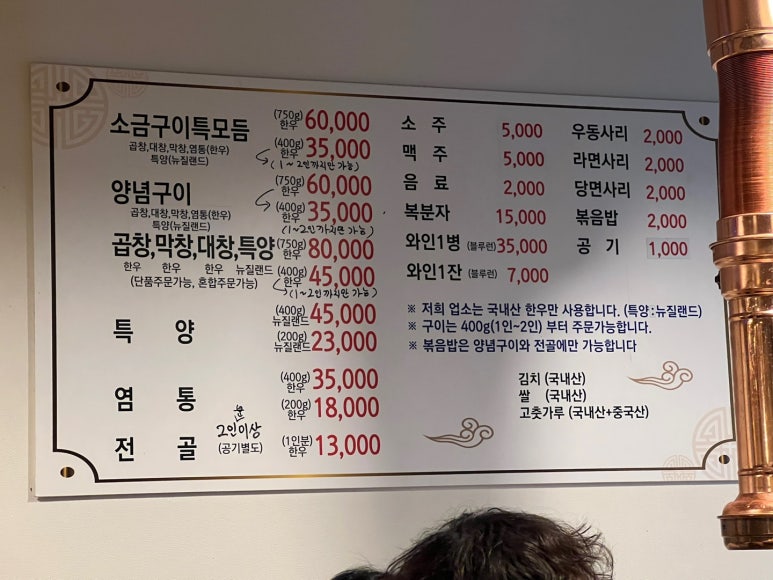 소금구이특모듬 (750g) 한우 60,000
곱창,대창,막창,염통(한우)
특양(뉴질랜드)
(400g) 한우 35,000
(1~2인까지만 가능)
양념구이 (750g) 한우 60,000
곱창,대창,막창,염통(한우)
특양(뉴질랜드)
(400g) 한우 35,000
(1~2인까지만 가능)
곱창,막창,대창,특양 (750g) 한우 80,000
한우 한우 한우 뉴질랜드
(단품주문가능, 혼합주문가능)
(400g) 한우 45,000
(1~2인까지만 가능)
특 양 (400g) 뉴질랜드 45,000
(200g) 뉴질랜드 23,000
염 통 (400g) 한우 35,000
(200g) 한우 18,000
전 골 2인이상 (공기별도) (1인분) 한우 13,000
소 주 5,000
맥 주 5,000
음 료 2,000
복분자 15,000
와인1병 (블루런) 35,000
와인1잔 (블루런) 7,000
우동사리 2,000
라면사리 2,000
당면사리 2,000
볶음밥 2,000
공 기 1,000
※ 저희 업소는 국내산 한우만 사용합니다. (특양:뉴질랜드)
※ 구이는 400g(1인~2인) 부터 주문가능합니다.
※ 볶음밥은 양념구이와 전골에만 가능합니다
김치 (국내산)
쌀 (국내산)
고춧가루 (국내산+중국산)